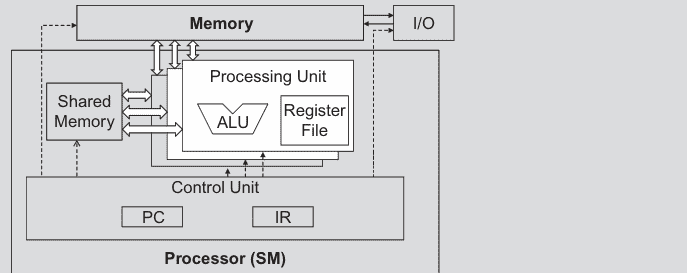 Memory
I/O
Processing Unit
Shared
Memory
ALU
Register
File
Control Unit
PC
IR
Processor (SM)